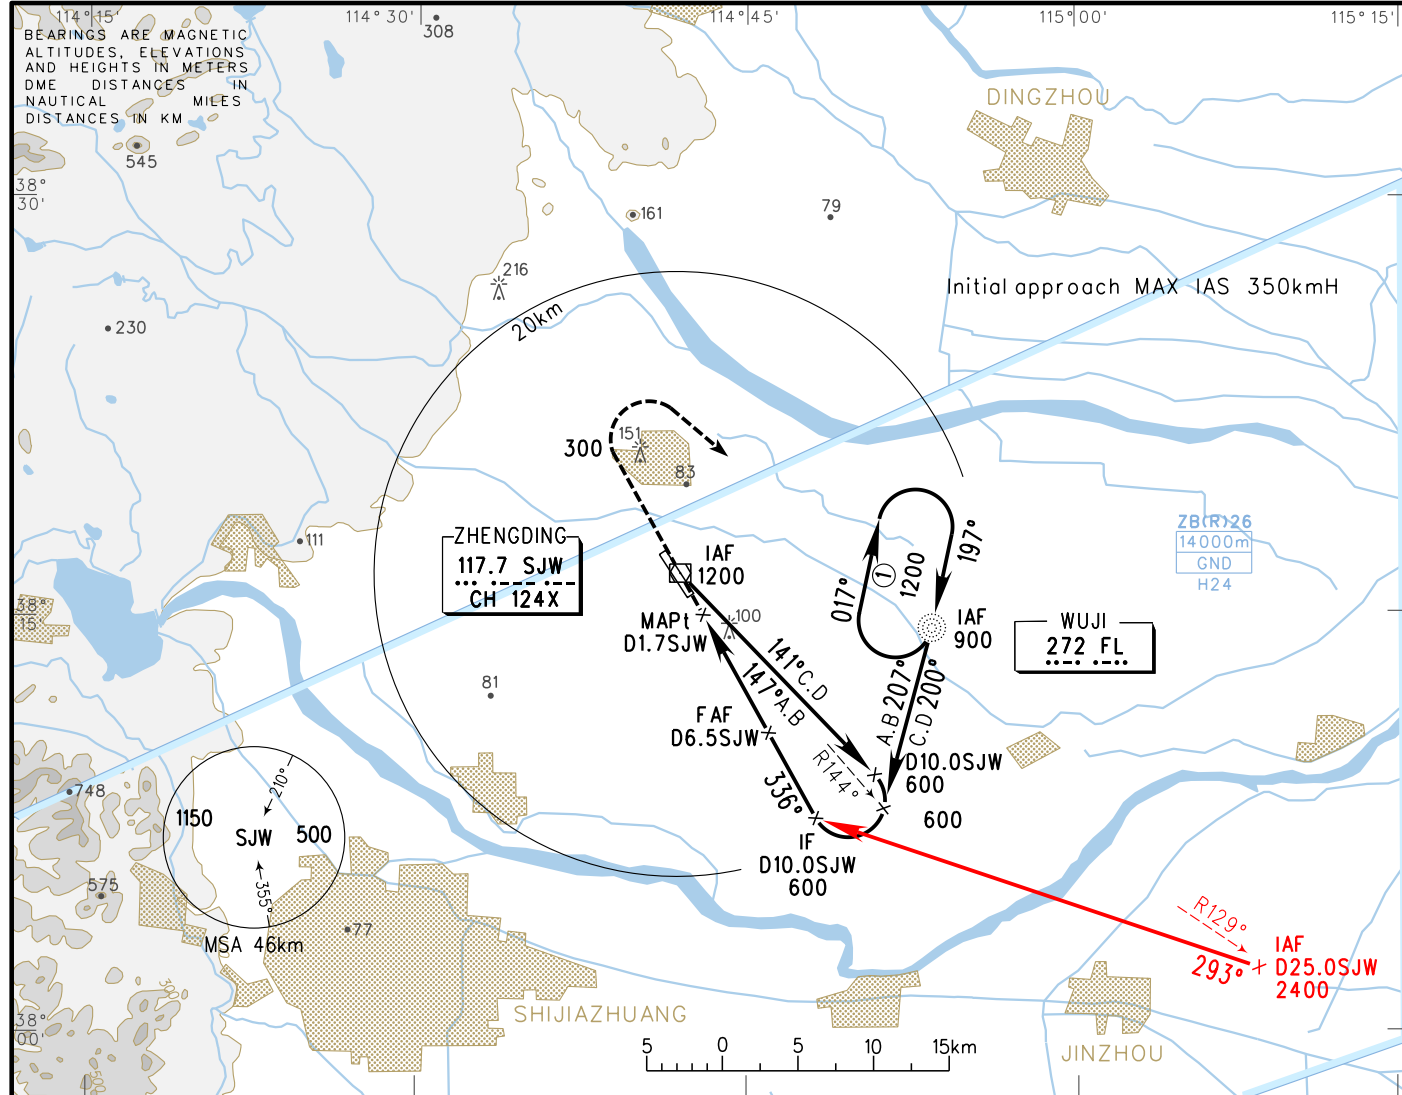 114°15'
114°30'
114°45'
115°00'
115°15'
BEARINGS ARE MAGNETIC
ALTITUDES, ELEVATIONS
AND HEIGHTS IN METERS
DME DISTANCES IN
NAUTICAL MILES
DISTANCES IN KM
308
545
DINGZHOU
38°
30'
161
79
216
Initial approach MAX IAS 350kmH
20km
230
300
151
83
ZB(R)26
14000m
GND
H24
111
ZHENGDING
117.7 SJW
CH 124X
IAF
1200
017°
1
1200
197°
38°
15'
MAPt
D1.7SJW
100
IAF
900
WUJI
272 FL
81
141°C.D
147°A.B
A.B 207°
C.D 200°
FAF
D6.5SJW
R144°
D10.0SJW
600
336°
600
748
1150
SJW
500
210°
355°
MSA 46km
IF
D10.0SJW
600
575
77
R129°
293°
IAF
D25.0SJW
2400
300
SHIJIAZHUANG
38°
00'
JINZHOU
500
5 0 5 10 15km